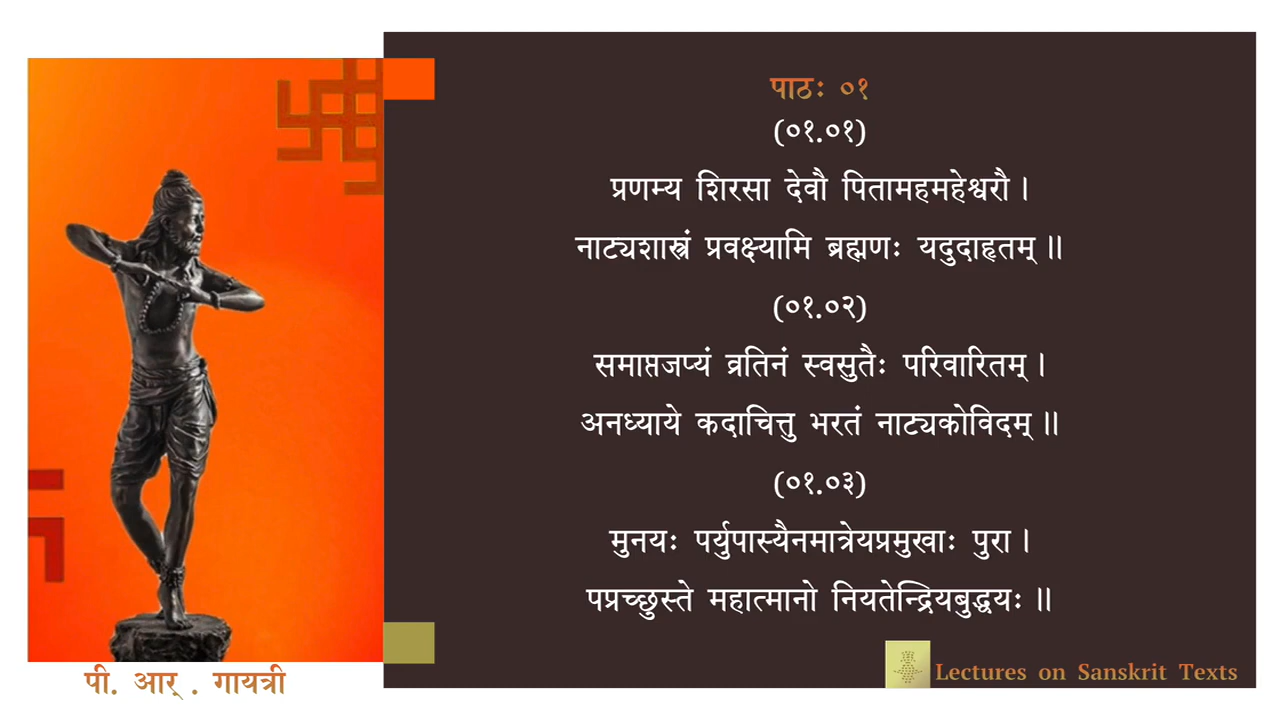 पाठः ०१
(०१.०१)
प्रणम्य शिरसा देवौ पितामहमहेश्वरौ ।
नाट्यशास्त्रं प्रवक्ष्यामि ब्रह्मणः यदुदाहृतम् ॥
(०१.०२)
समाप्तजप्यं व्रतिनं स्वसुतैः परिवारितम् ।
अनध्याये कदाचित्तु भरतं नाट्यकोविदम् ॥
(०१.०३)
मुनयः पर्युपास्यैनमात्रेयप्रमुखाः पुरा ।
पप्रच्छुस्ते महात्मानो नियतेन्द्रियबुद्धयः ॥
पी. आर् . गायत्री
Lectures on Sanskrit Texts